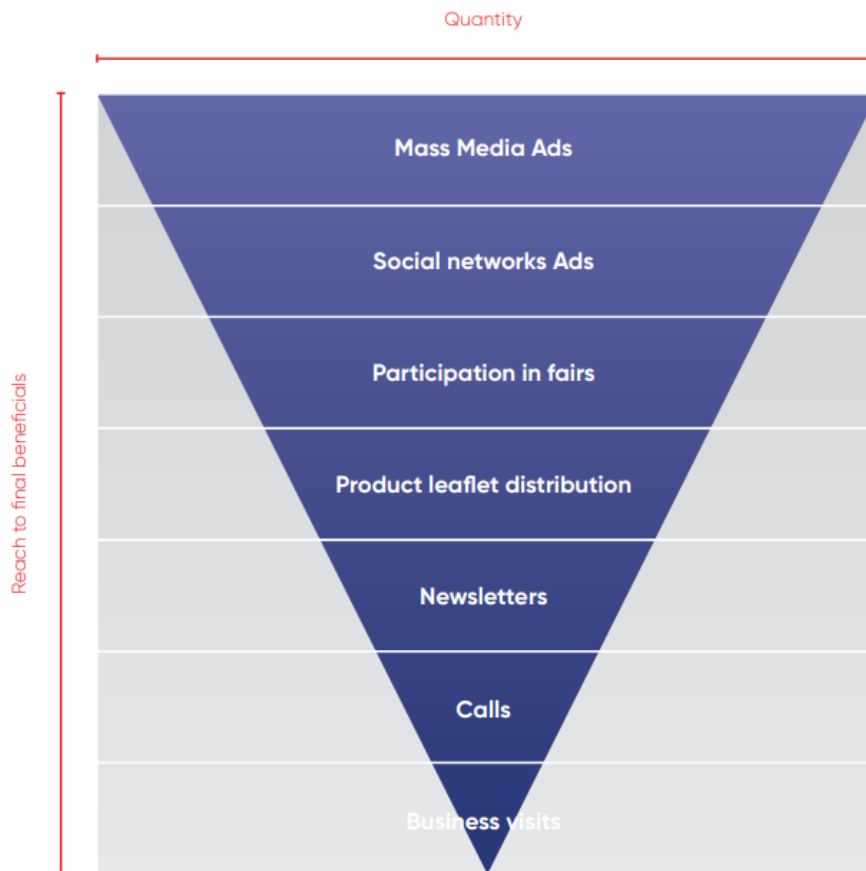 Quantity
Reach to final beneficials
Mass Media Ads
Social networks Ads
Participation in fairs
Product leaflet distribution
Newsletters
Calls
Business visits